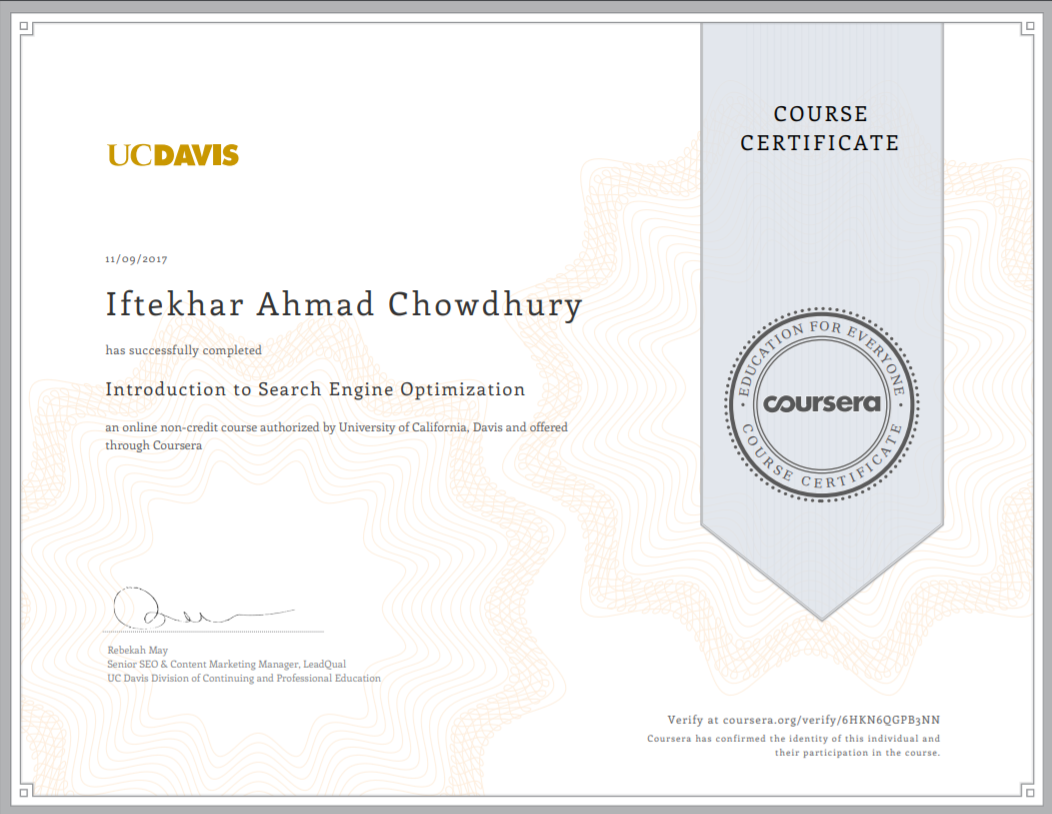 COURSE
CERTIFICATE
UCDAVIS
11/09/2017
Iftekhar Ahmad Chowdhury
has successfully completed
Introduction to Search Engine Optimization
an online non-credit course authorized by University of California, Davis and offered
through Coursera
EDUCATION FOR EVERYONE
coursera
COURSE CERTIFICATE
Rebekah May
Senior SEO & Content Marketing Manager, LeadQual
UC Davis Division of Continuing and Professional Education
Verify at coursera.org/verify/6HKN6QGPB3NN
Coursera has confirmed the identity of this individual and
their participation in the course.